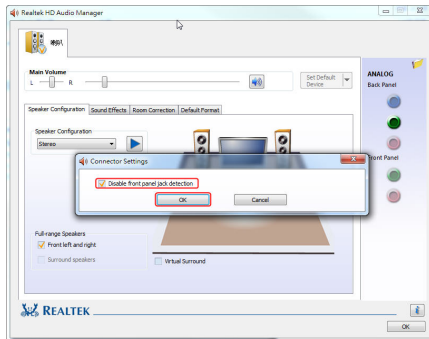 Realtek HD Audio Manager
喇叭
Main Volume
L
R
Set Default
Device
ANALOG
Back Panel
Speaker Configuration
Sound Effects
Room Correction
Default Format
Speaker Configuration
Stereo
Connector Settings
Disable front panel jack detection
OK
Cancel
Front Panel
Full-range Speakers
Front left and right
Surround speakers
Virtual Surround
REALTEK
i
OK